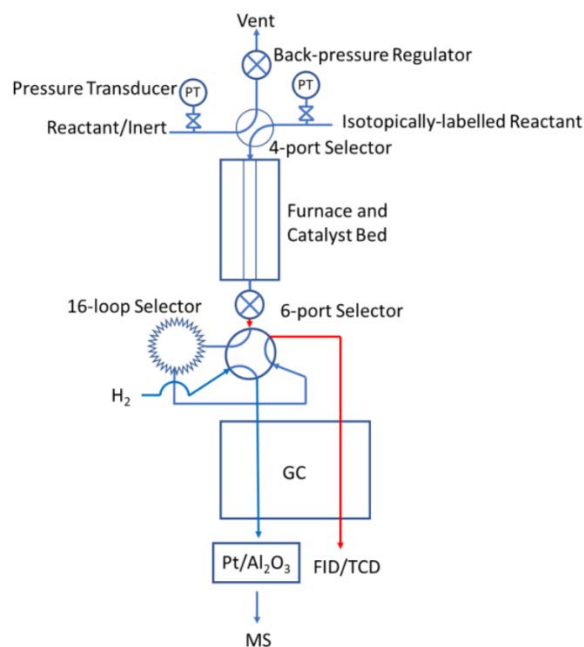 Vent
Back-pressure Regulator
Pressure Transducer
PT
PT
Reactant/Inert
Isotopically-labelled Reactant
4-port Selector
Furnace and
Catalyst Bed
16-loop Selector
6-port Selector
H₂
GC
Pt/Al₂O₃
FID/TCD
MS